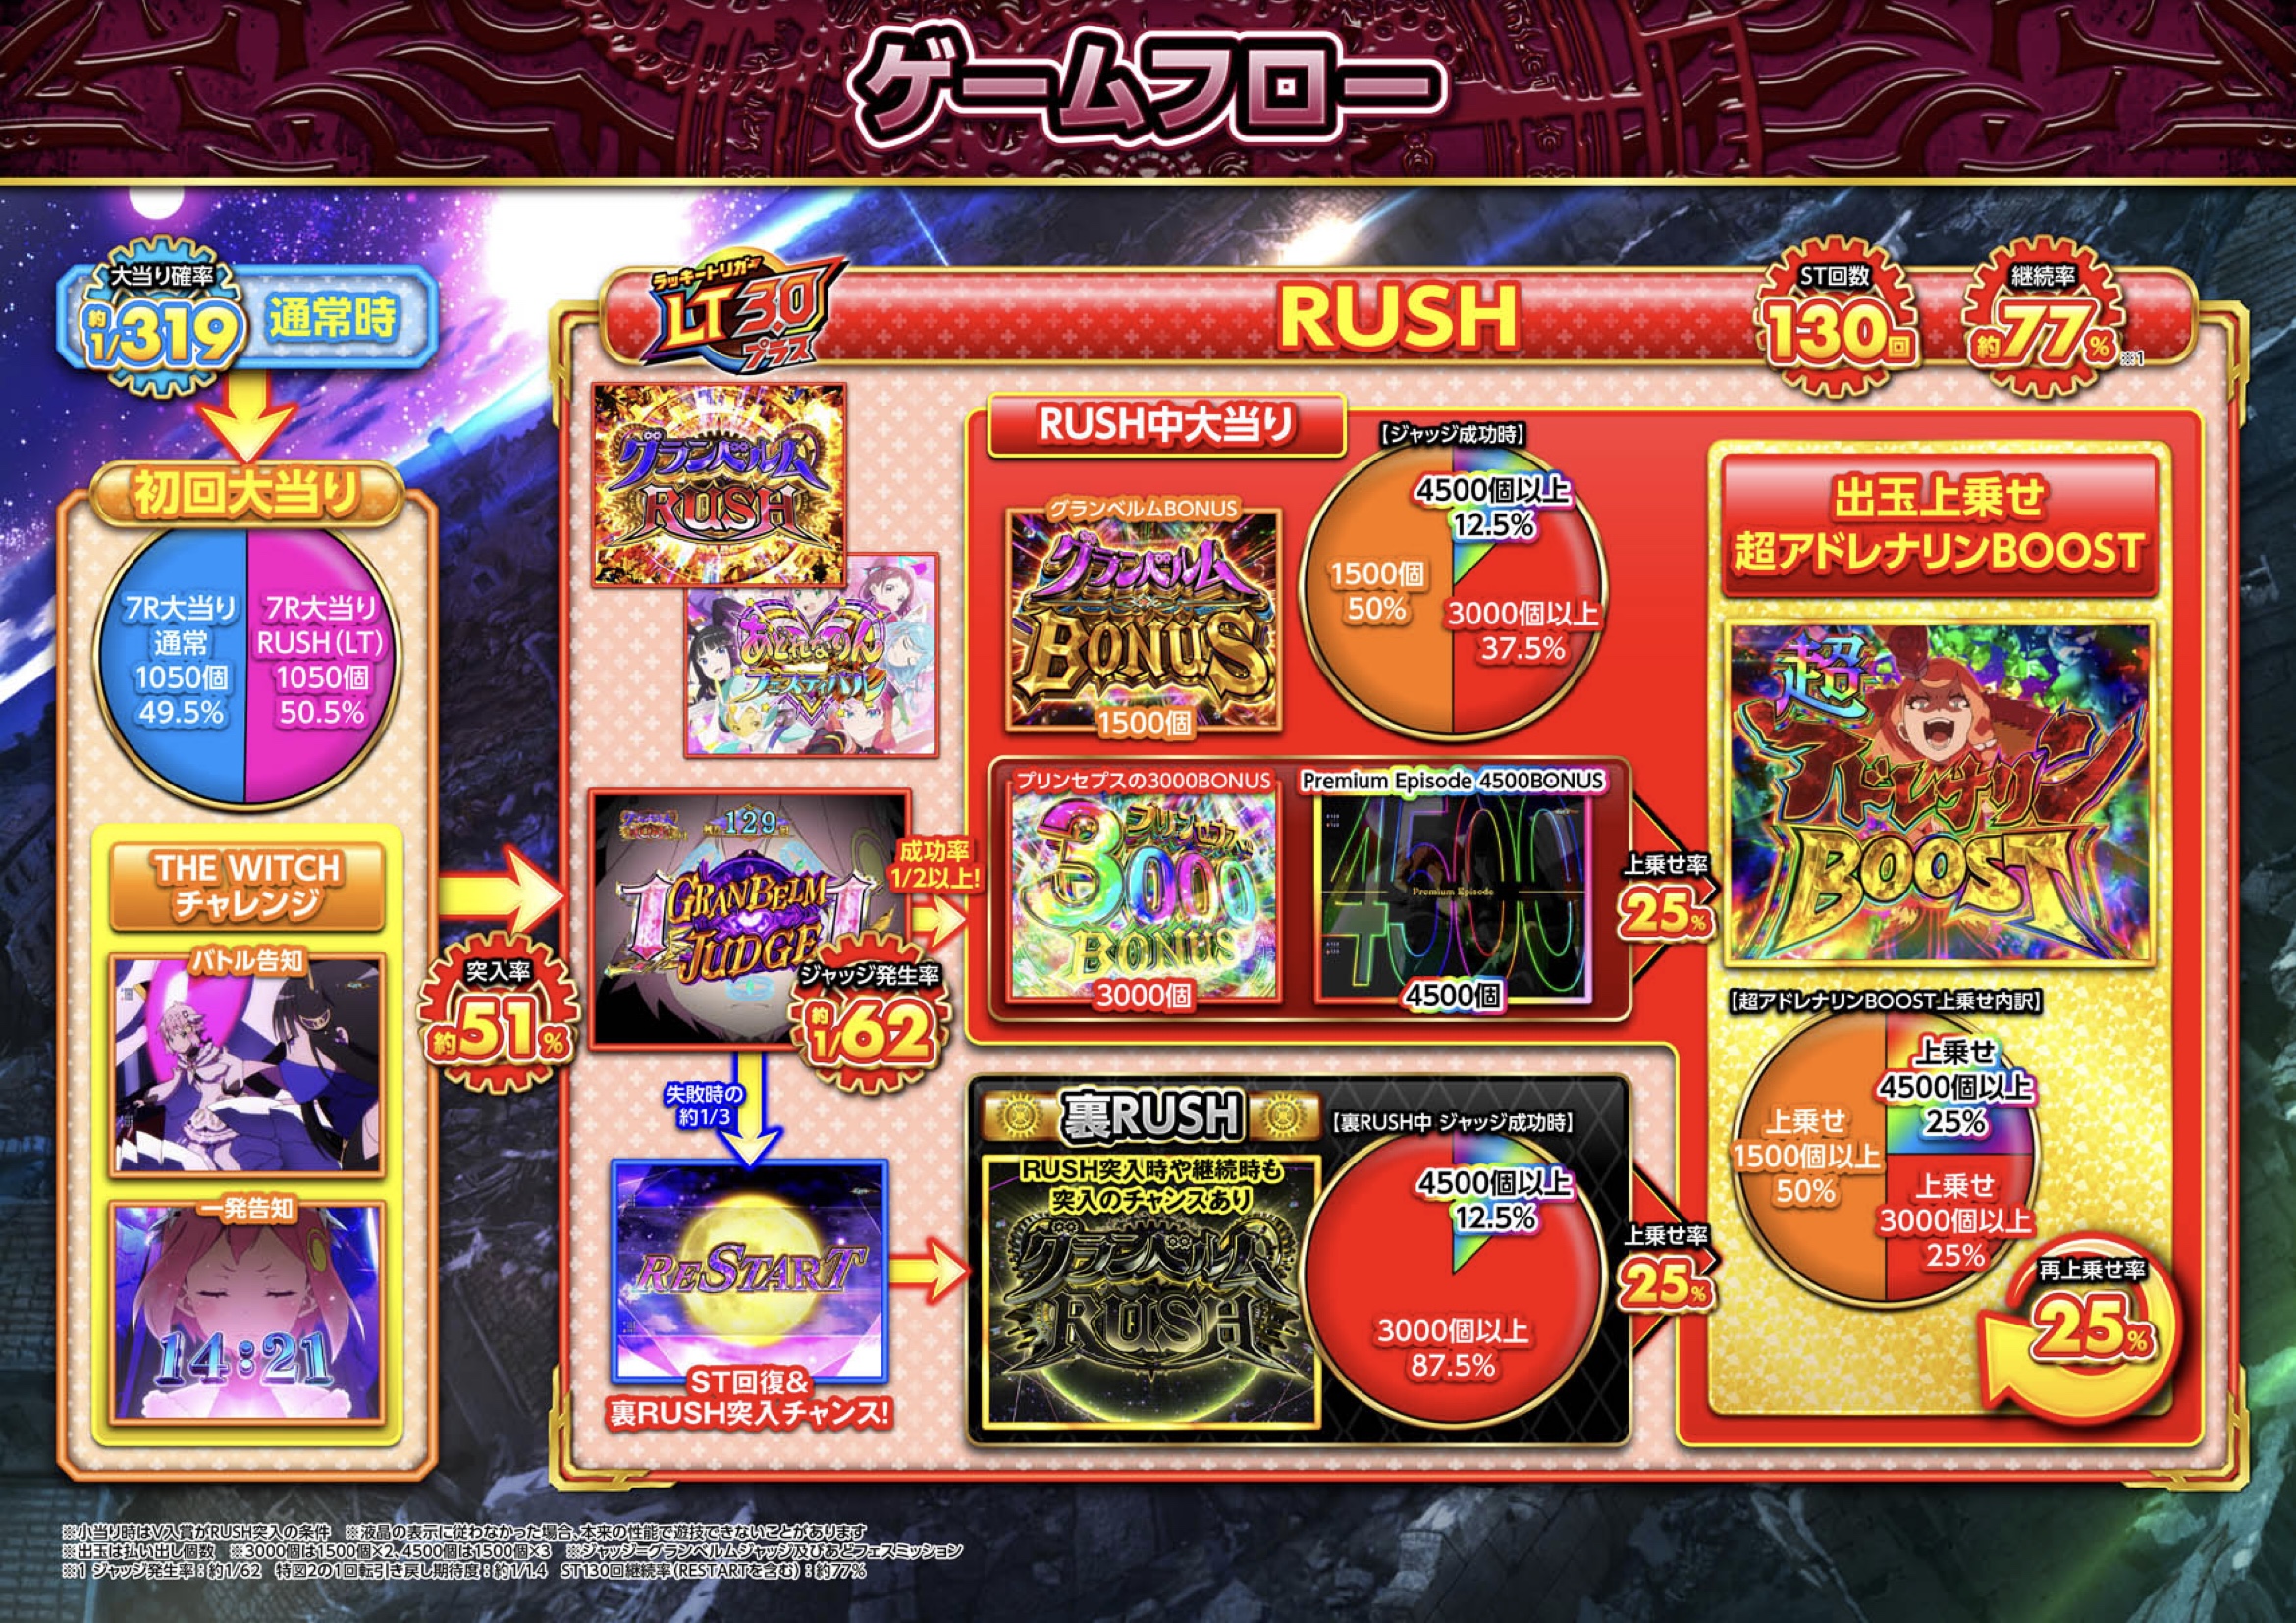 ゲームフロー
大当り確率
約1/319
通常時
初回大当り
7R大当り
通常
1050個
49.5%
7R大当り
RUSH(LT)
1050個
50.5%
THE WITCH
チャレンジ
バトル告知
一発告知
14:21
突入率
約51%
ラッキートリガー
LT3.0
プラス
RUSH
ST回数
130回
継続率
約77%
※1
グランベルム
RUSH
あどれなりん
フェスティバル
129
GRANBELM
JUDGE
ジャッジ発生率
約1/62
成功率
1/2以上!
失敗時の
約1/3
RESTART
ST回復&
裏RUSH突入チャンス!
RUSH中大当り
グランベルムBONUS
グランベルム
BONUS
1500個
【ジャッジ成功時】
4500個以上
12.5%
1500個
50%
3000個以上
37.5%
プリンセプスの3000BONUS
プリンセプス
3000
BONUS
3000個
Premium Episode 4500BONUS
4500
Premium Episode
4500個
上乗せ率
25%
裏RUSH
RUSH突入時や継続時も
突入のチャンスあり
グランベルム
RUSH
【裏RUSH中 ジャッジ成功時】
4500個以上
12.5%
3000個以上
87.5%
上乗せ率
25%
出玉上乗せ
超アドレナリンBOOST
超
アドレナリン
BOOST
【超アドレナリンBOOST上乗せ内訳】
上乗せ
4500個以上
25%
上乗せ
1500個以上
50%
上乗せ
3000個以上
25%
再上乗せ率
25%
※小当り時はV入賞がRUSH突入の条件 ※液晶の表示に従わなかった場合、本来の性能で遊技できないことがあります
※出玉は払い出し個数 ※3000個は1500個×2、4500個は1500個×3 ※ジャッジ=グランベルムジャッジ及びあどフェスミッション
※1 ジャッジ発生率:約1/62 特図2の1回転引き戻し期待度:約1/1.4 ST130回継続率(RESTARTを含む):約77%